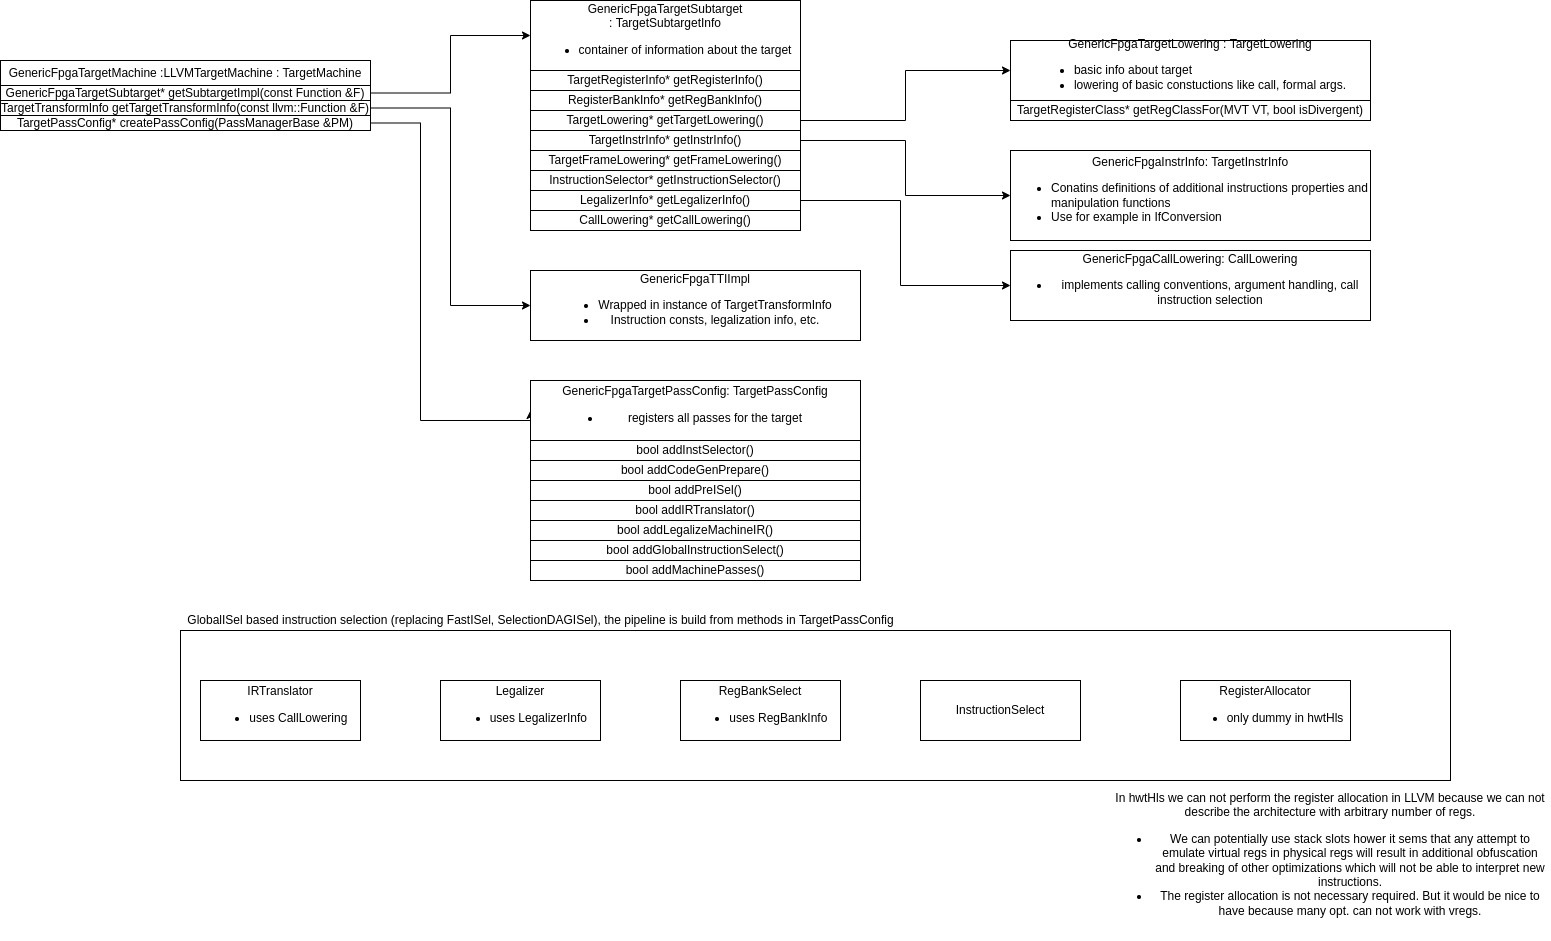 GenericFpgaTargetMachine :LLVMTargetMachine : TargetMachine
GenericFpgaTargetSubtarget* getSubtargetImpl(const Function &F)
TargetTransformInfo getTargetTransformInfo(const llvm::Function &F)
TargetPassConfig* createPassConfig(PassManagerBase &PM)
GenericFpgaTargetSubtarget
: TargetSubtargetInfo
• container of information about the target
TargetRegisterInfo* getRegisterInfo()
RegisterBankInfo* getRegBankInfo()
TargetLowering* getTargetLowering()
TargetInstrInfo* getInstrInfo()
TargetFrameLowering* getFrameLowering()
InstructionSelector* getInstructionSelector()
LegalizerInfo* getLegalizerInfo()
CallLowering* getCallLowering()
GenericFpgaTargetLowering : TargetLowering
• basic info about target
• lowering of basic constuctions like call, formal args.
TargetRegisterClass* getRegClassFor(MVT VT, bool isDivergent)
GenericFpgaInstrInfo: TargetInstrInfo
• Conatins definitions of additional instructions properties and
manipulation functions
• Use for example in IfConversion
GenericFpgaCallLowering: CallLowering
• implements calling conventions, argument handling, call
instruction selection
GenericFpgaTTIImpl
• Wrapped in instance of TargetTransformInfo
• Instruction consts, legalization info, etc.
GenericFpgaTargetPassConfig: TargetPassConfig
• registers all passes for the target
bool addInstSelector()
bool addCodeGenPrepare()
bool addPreISel()
bool addIRTranslator()
bool addLegalizeMachineIR()
bool addGlobalInstructionSelect()
bool addMachinePasses()
GlobalISel based instruction selection (replacing FastISel, SelectionDAGISel), the pipeline is build from methods in TargetPassConfig
IRTranslator
• uses CallLowering
Legalizer
• uses LegalizerInfo
RegBankSelect
• uses RegBankInfo
InstructionSelect
RegisterAllocator
• only dummy in hwtHls
In hwtHls we can not perform the register allocation in LLVM because we can not
describe the architecture with arbitrary number of regs.
• We can potentially use stack slots hower it sems that any attempt to
emulate virtual regs in physical regs will result in additional obfuscation
and breaking of other optimizations which will not be able to interpret new
instructions.
• The register allocation is not necessary required. But it would be nice to
have because many opt. can not work with vregs.